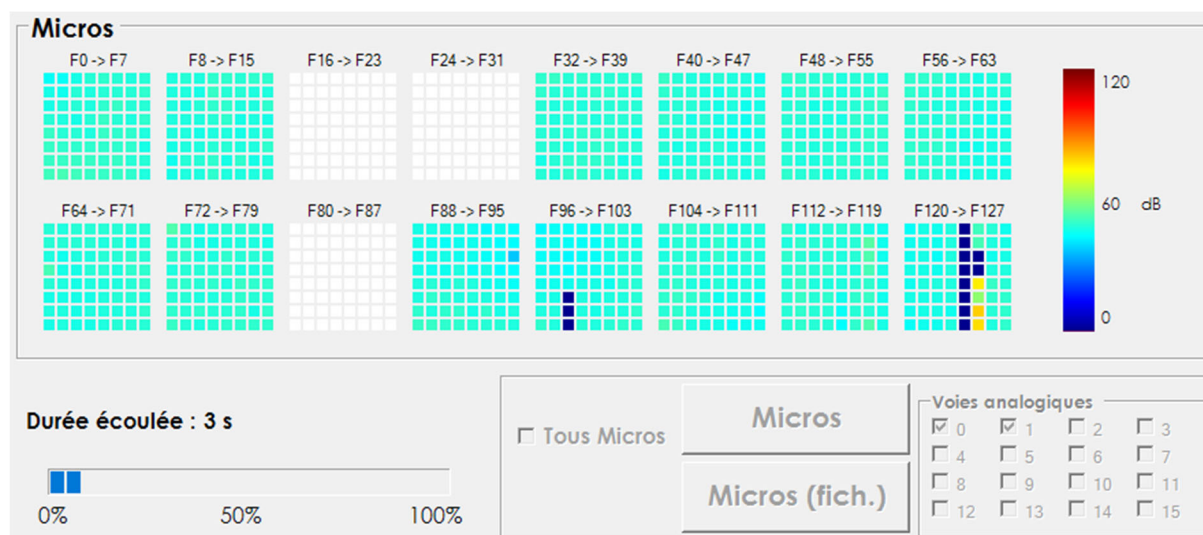 Micros
F0 -> F7 F8 -> F15 F16 -> F23 F24 -> F31 F32 -> F39 F40 -> F47 F48 -> F55 F56 -> F63
120
F64 -> F71 F72 -> F79 F80 -> F87 F88 -> F95 F96 -> F103 F104 -> F111 F112 -> F119 F120 -> F127
60 dB
0
Durée écoulée : 3 s
0% 50% 100%
Tous Micros
Micros
Micros (fich.)
Voies analogiques
0 1 2 3
4 5 6 7
8 9 10 11
12 13 14 15